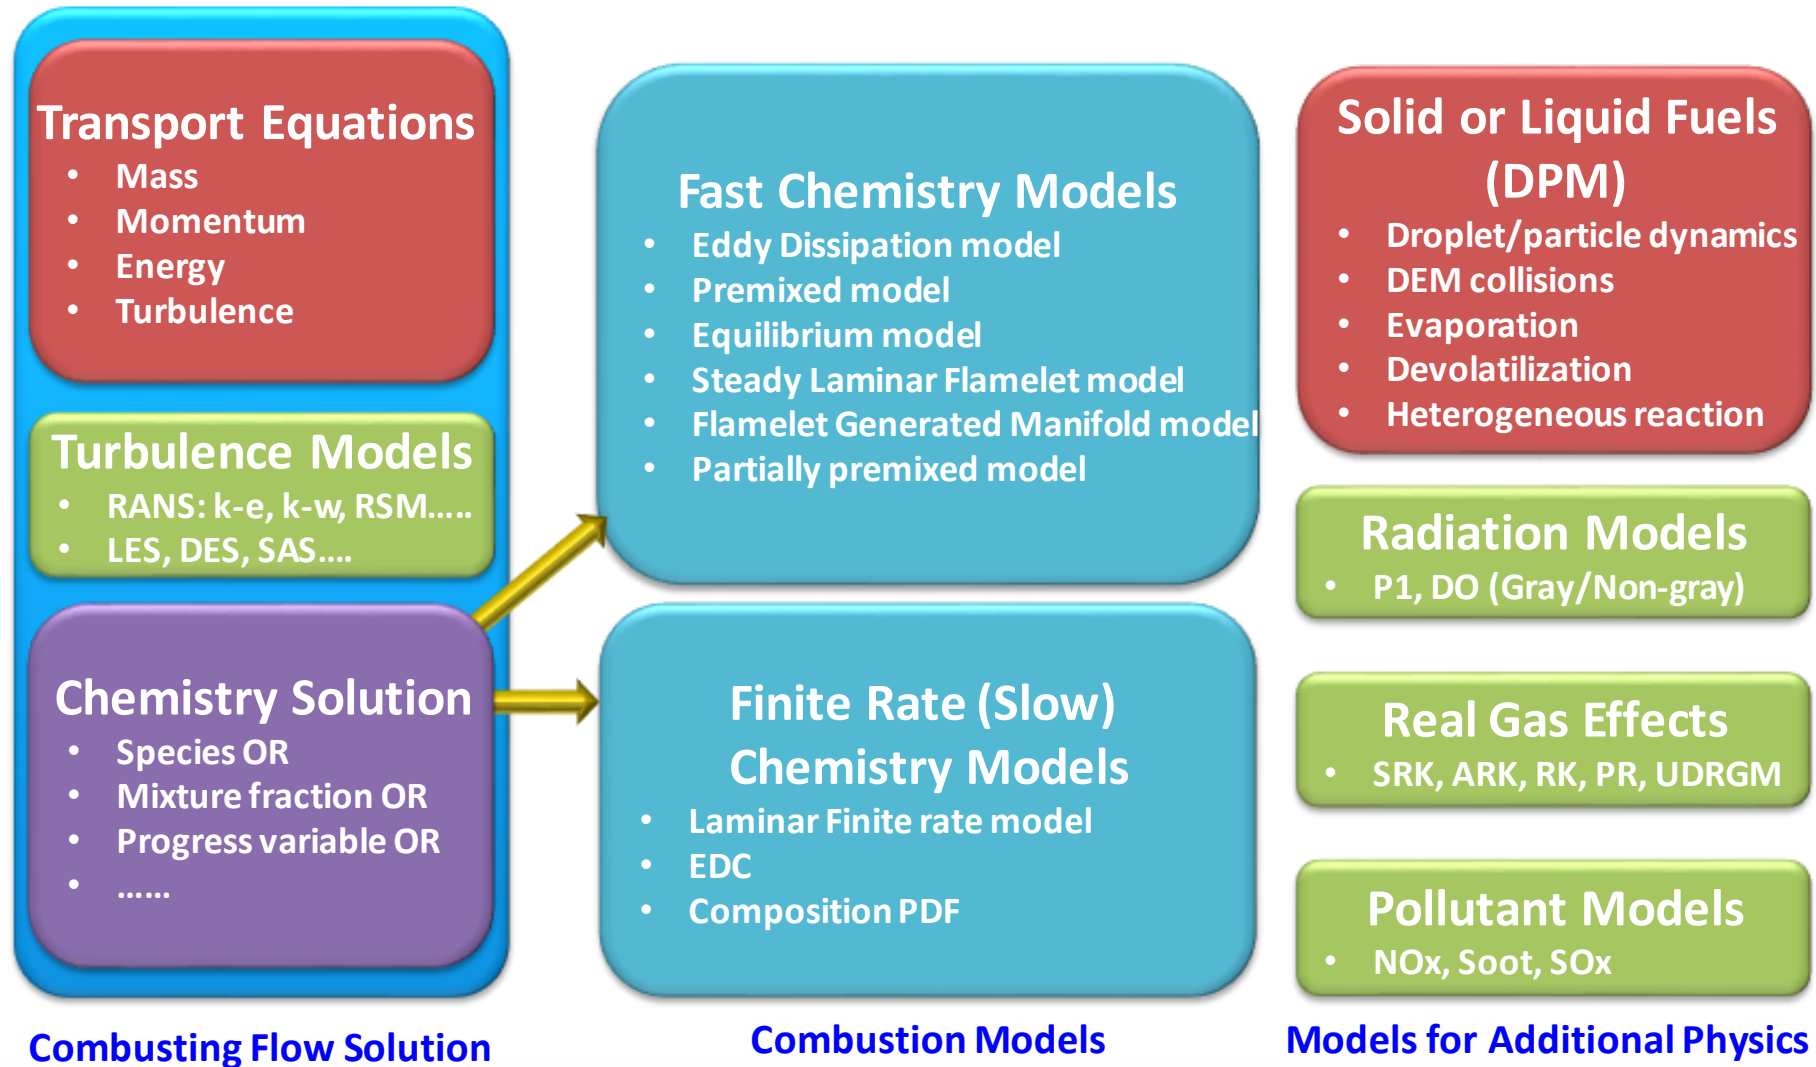 Transport Equations
• Mass
• Momentum
• Energy
• Turbulence
Turbulence Models
• RANS: k-e, k-w, RSM.....
• LES, DES, SAS....
Chemistry Solution
• Species OR
• Mixture fraction OR
• Progress variable OR
• ......
Combusting Flow Solution
Fast Chemistry Models
• Eddy Dissipation model
• Premixed model
• Equilibrium model
• Steady Laminar Flamelet model
• Flamelet Generated Manifold model
• Partially premixed model
Finite Rate (Slow)
Chemistry Models
• Laminar Finite rate model
• EDC
• Composition PDF
Combustion Models
Solid or Liquid Fuels
(DPM)
• Droplet/particle dynamics
• DEM collisions
• Evaporation
• Devolatilization
• Heterogeneous reaction
Radiation Models
• P1, DO (Gray/Non-gray)
Real Gas Effects
• SRK, ARK, RK, PR, UDRGM
Pollutant Models
• NOx, Soot, SOx
Models for Additional Physics